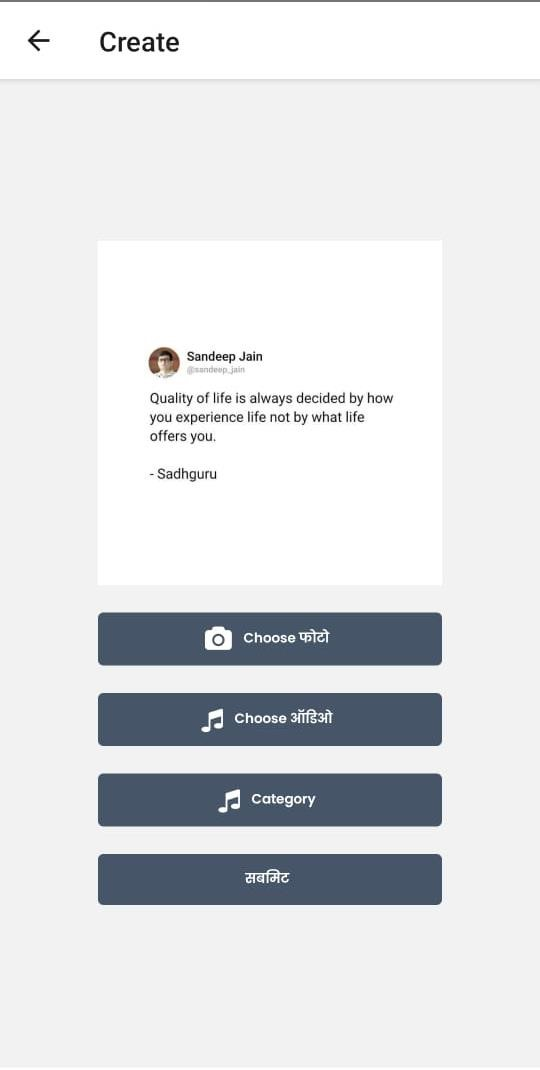 Create
Sandeep Jain
@sandeep_jain
Quality of life is always decided by how
you experience life not by what life
offers you.
- Sadhguru
Choose फोटो
Choose ऑडिओ
Category
सबमिट